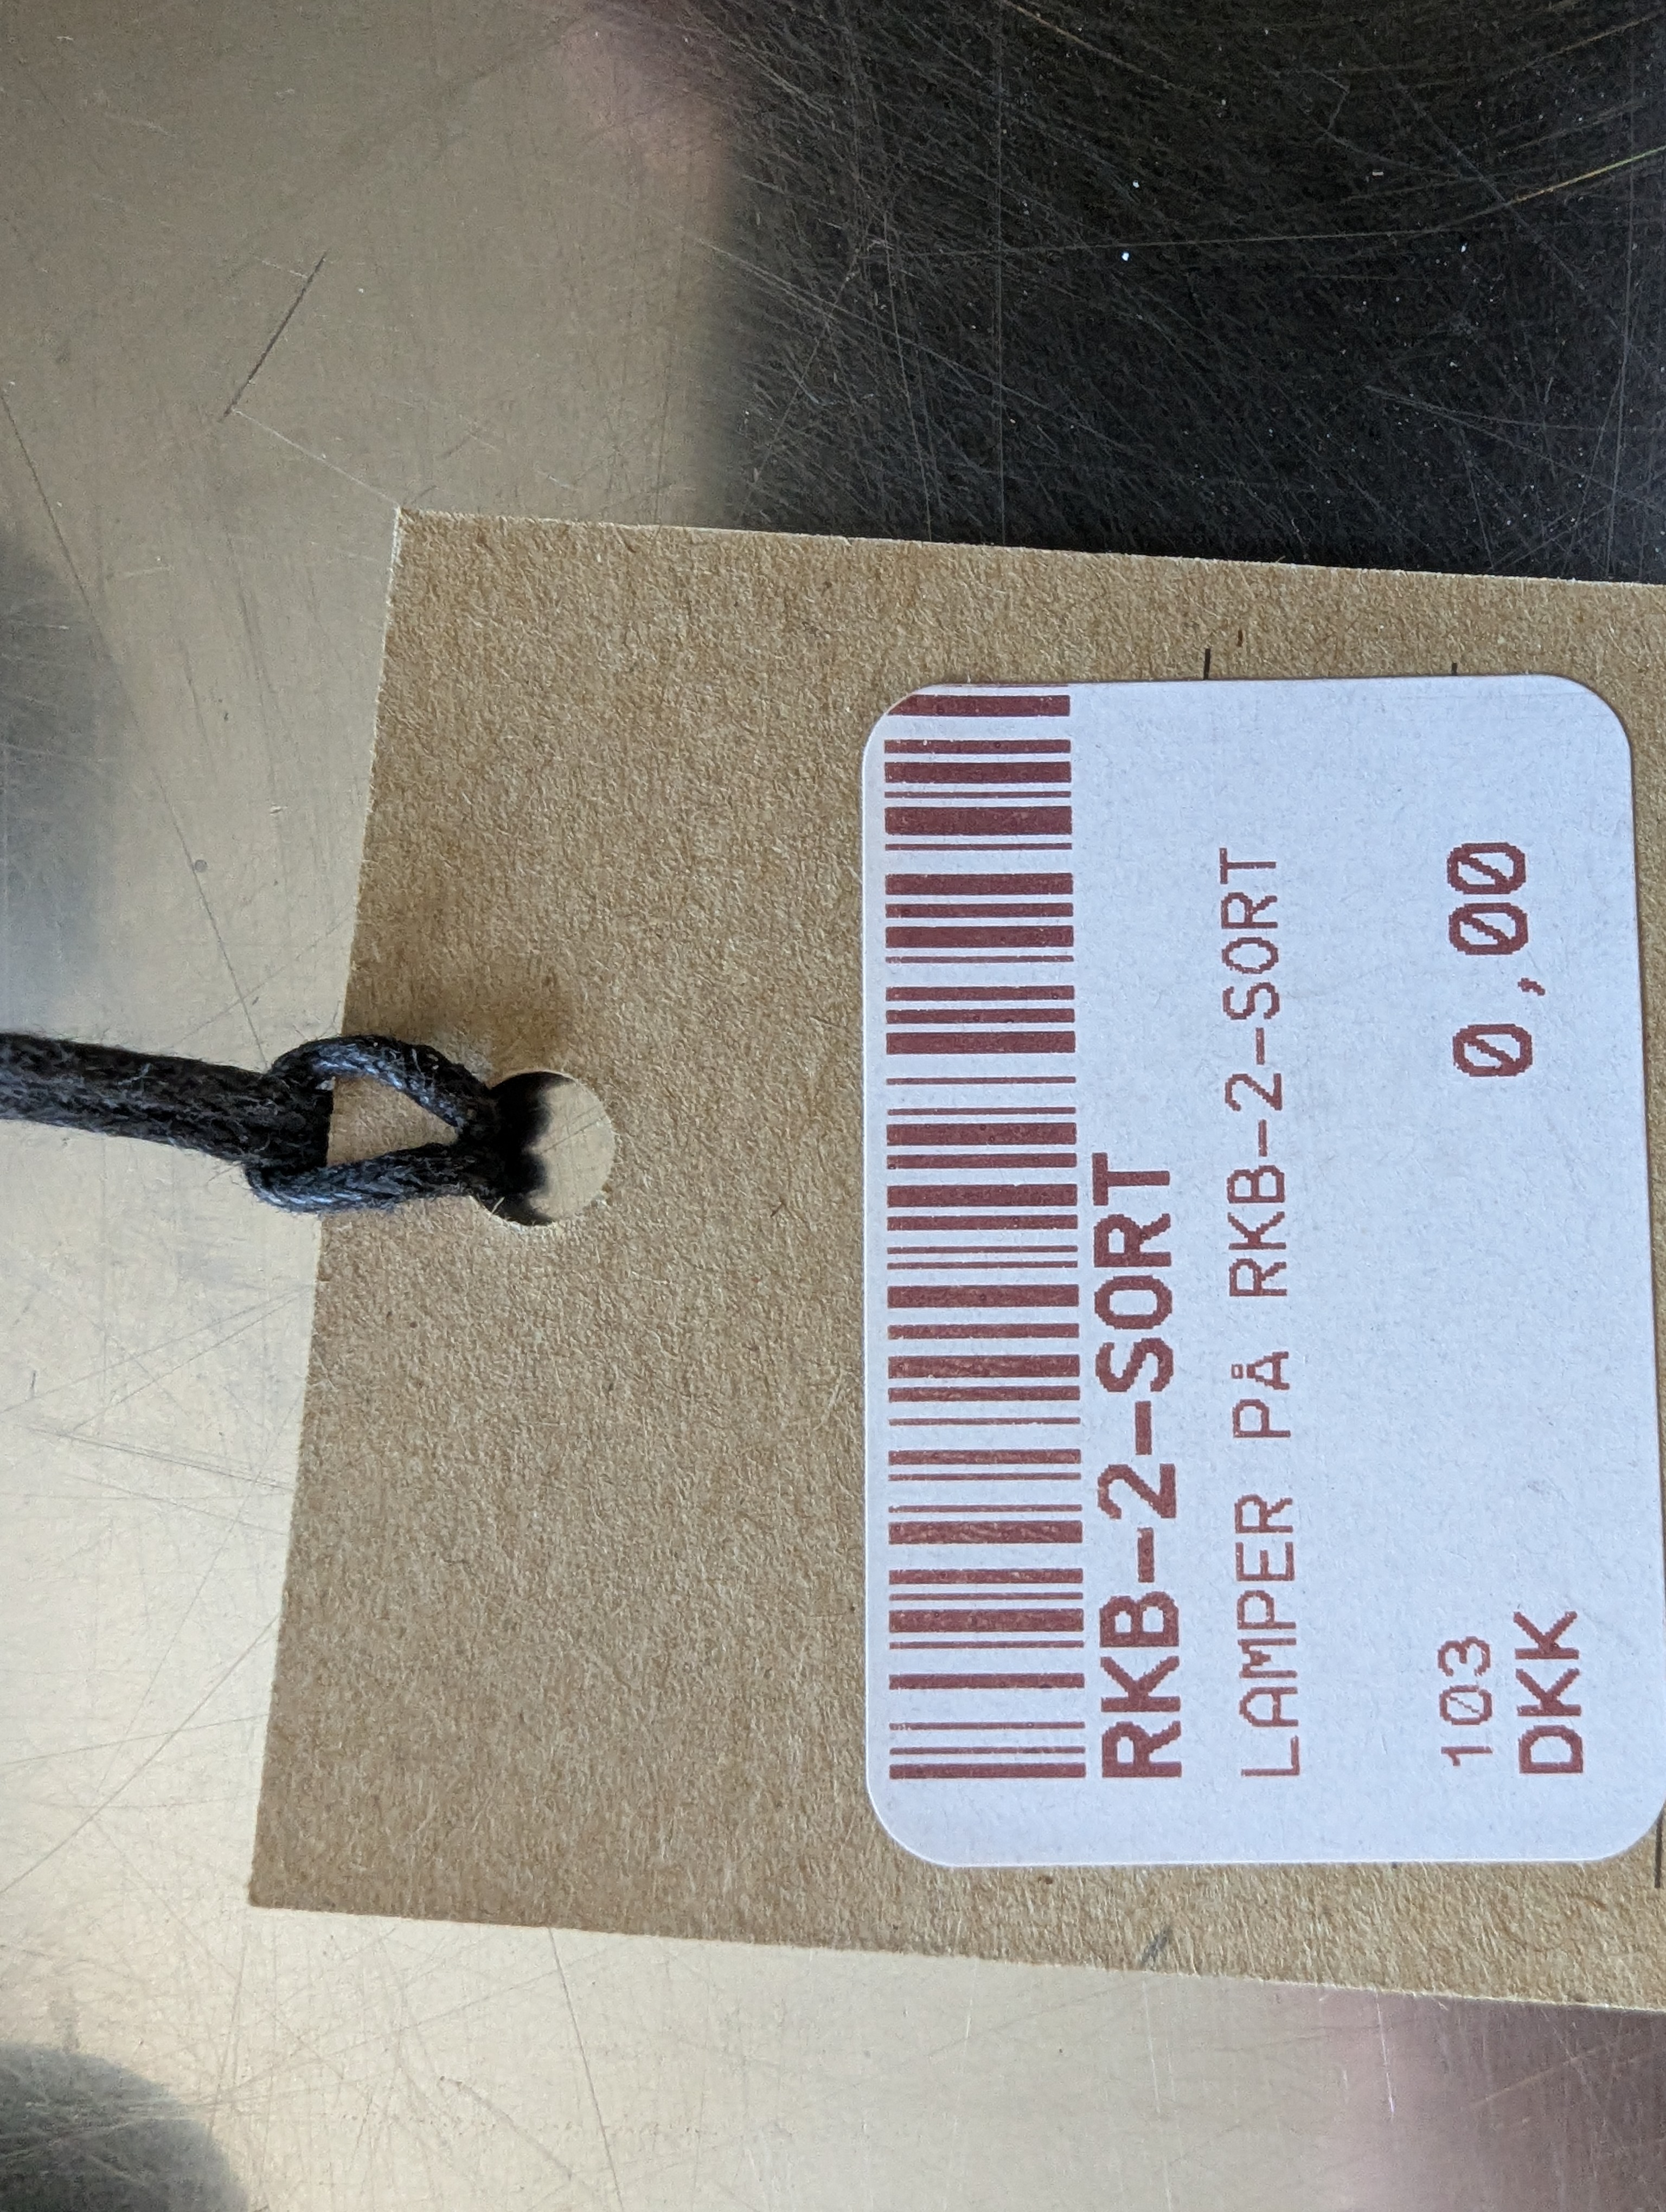 RKB-2-SORT
LAMPER PÅ RKB-2-SORT
103
DKK 0,00